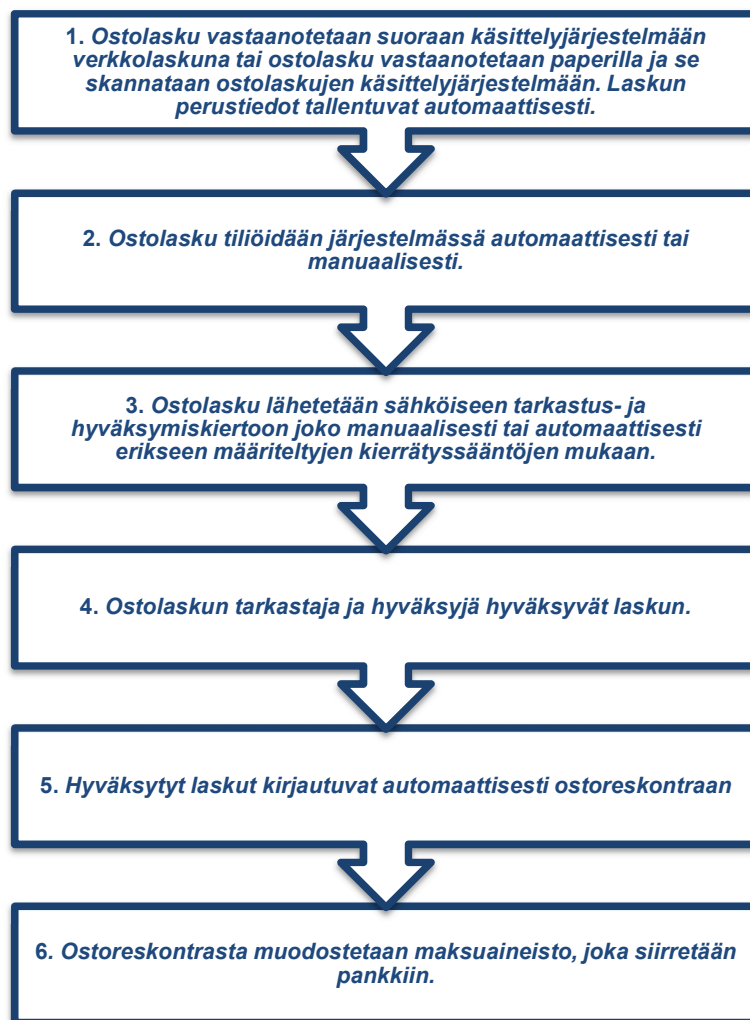 1. Ostolasku vastaanotetaan suoraan käsittelyjärjestelmään
verkkolaskuna tai ostolasku vastaanotetaan paperilla ja se
skannataan ostolaskujen käsittelyjärjestelmään. Laskun
perustiedot tallentuvat automaattisesti.
2. Ostolasku tiliöidään järjestelmässä automaattisesti tai
manuaalisesti.
3. Ostolasku lähetetään sähköiseen tarkastus- ja
hyväksymiskiertoon joko manuaalisesti tai automaattisesti
erikseen määriteltyjen kierrätyssääntöjen mukaan.
4. Ostolaskun tarkastaja ja hyväksyjä hyväksyvät laskun.
5. Hyväksytyt laskut kirjautuvat automaattisesti ostoreskontraan
6. Ostoreskontrasta muodostetaan maksuaineisto, joka siirretään
pankkiin.